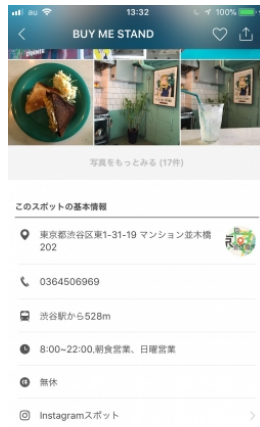 au 13:32 100%
BUY ME STAND
写真をもっとみる (17件)
このスポットの基本情報
東京都渋谷区東1-31-19 マンション並木橋
202
0364506969
渋谷駅から528m
8:00~22:00,朝食営業、日曜営業
無休
Instagramスポット